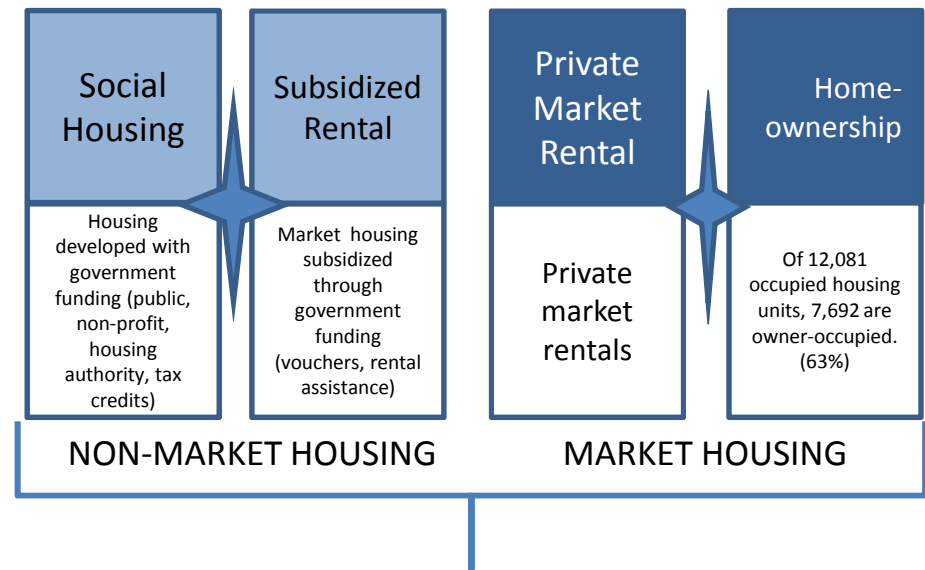 Social
Housing
Subsidized
Rental
Private
Market
Rental
Home-
ownership
Housing
developed with
government
funding (public,
non-profit,
housing
authority, tax
credits)
Market housing
subsidized
through
government
funding
(vouchers, rental
assistance)
Private
market
rentals
Of 12,081
occupied housing
units, 7,692 are
owner-occupied.
(63%)
NON-MARKET HOUSING
MARKET HOUSING